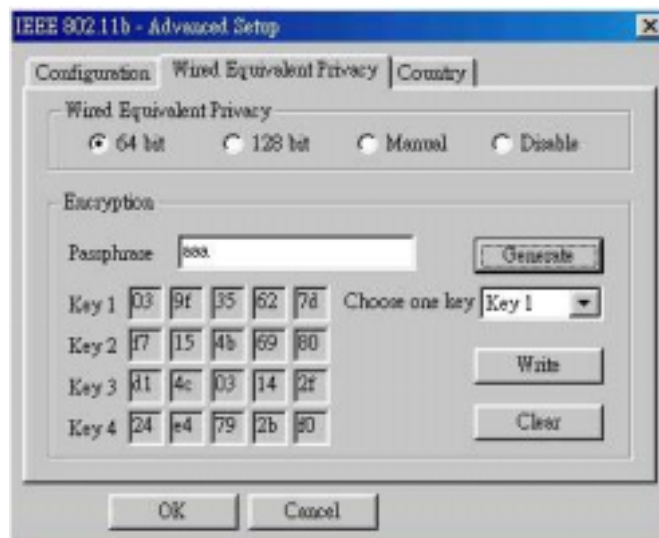 IEEE 802.11b - Advanced Setup
Configuration Wired Equivalent Privacy Country
Wired Equivalent Privacy
64 bit 128 bit Manual Disable
Encryption
Passphrase aaa Generate
Key 1 03 9f 35 62 7d Choose one key Key 1
Key 2 f7 15 4b 69 80
Write
Key 3 d1 4c 03 14 2f
Key 4 24 e4 79 2b f0 Clear
OK Cancel